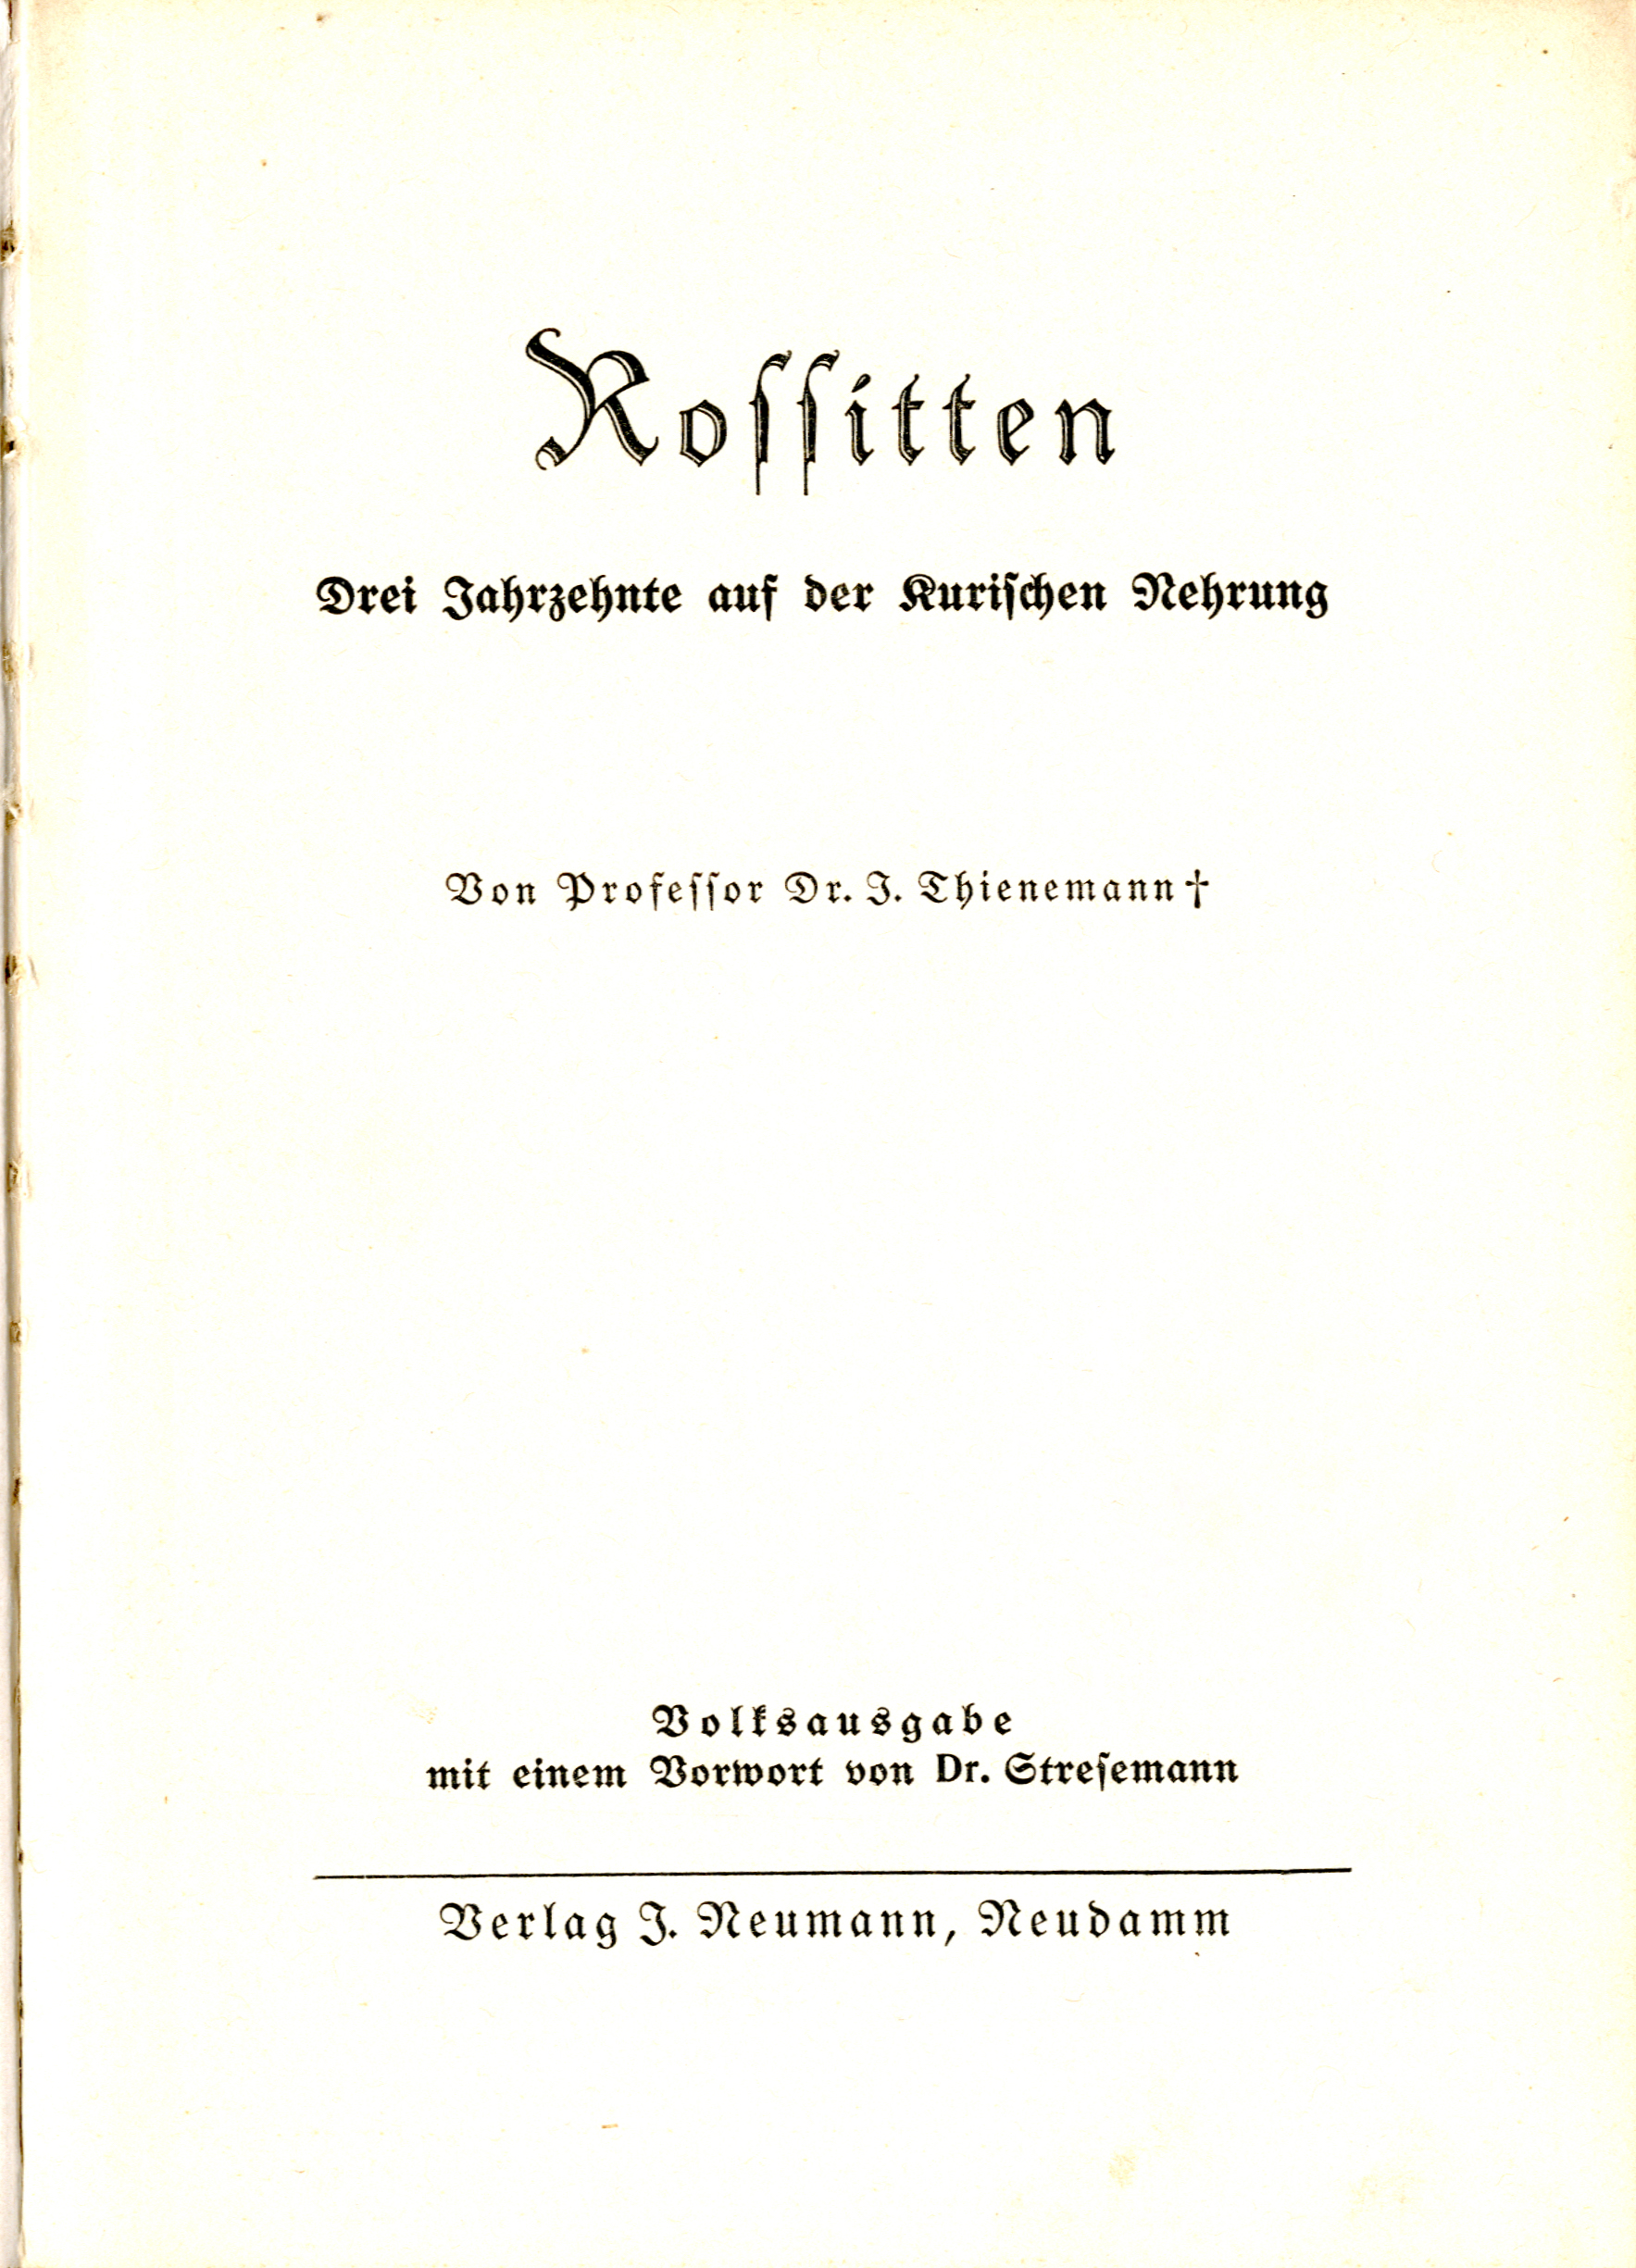 Roſſitten
Drei Jahrzehnte auf der Kuriſchen Nehrung
Von Profeſſor Dr. J. Thienemann †
Volksausgabe
mit einem Vorwort von Dr. Streſemann
Verlag J. Neumann, Neudamm